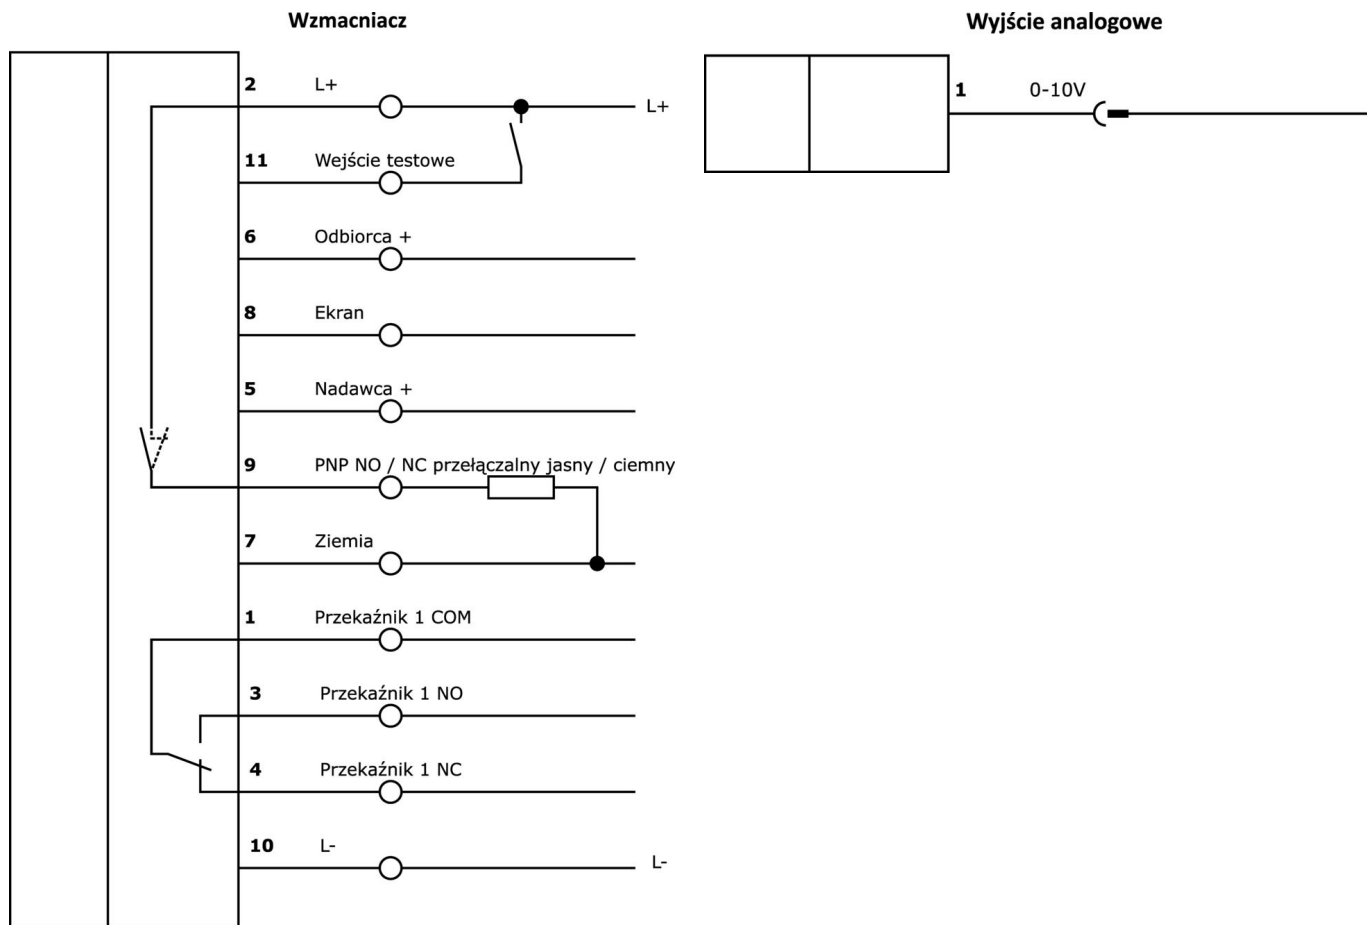 Wzmacniacz
2 L+
L+
11 Wejście testowe
6 Odbiorca +
8 Ekran
5 Nadawca +
9 PNP NO / NC przełączalny jasny / ciemny
7 Ziemia
1 Przekaźnik 1 COM
3 Przekaźnik 1 NO
4 Przekaźnik 1 NC
10 L-
L-
Wyjście analogowe
1 0-10V